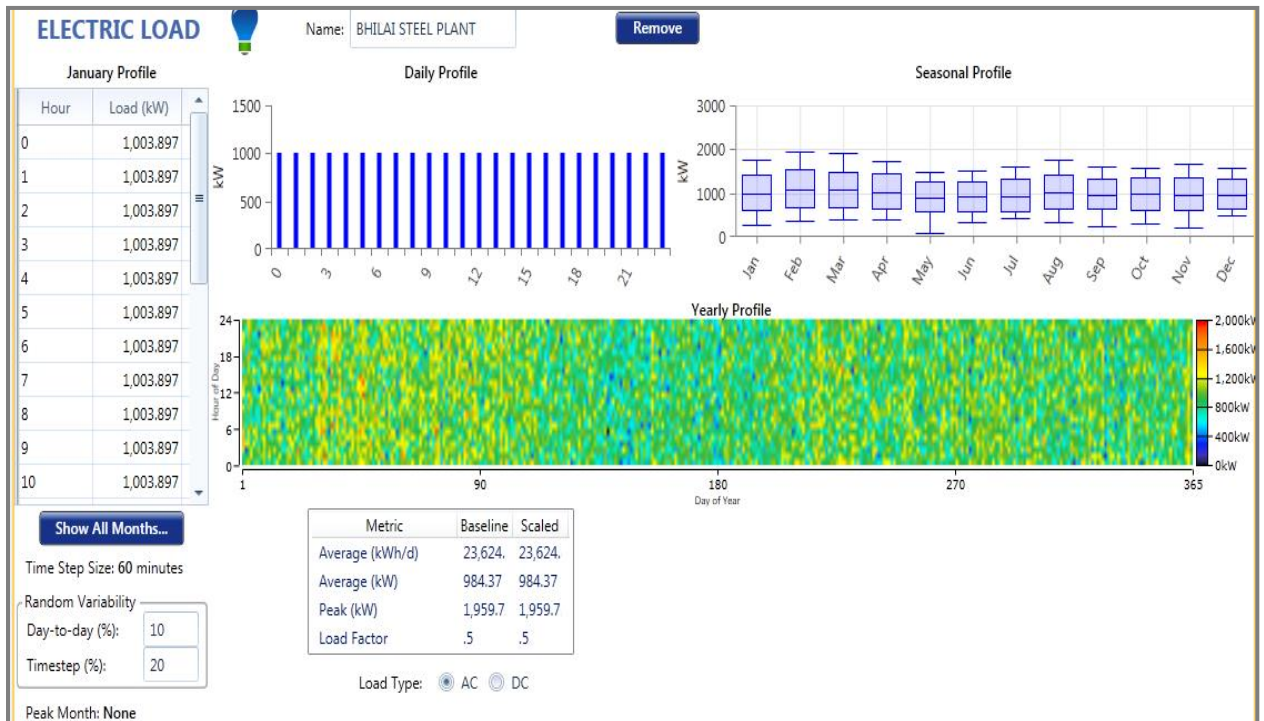 ELECTRIC LOAD
Name: BHILAI STEEL PLANT
Remove
January Profile
Hour Load (kW)
0 1,003.897
1 1,003.897
2 1,003.897
3 1,003.897
4 1,003.897
5 1,003.897
6 1,003.897
7 1,003.897
8 1,003.897
9 1,003.897
10 1,003.897
Show All Months...
Time Step Size: 60 minutes
Random Variability
Day-to-day (%): 10
Timestep (%): 20
Peak Month: None
Daily Profile
kW
1500
1000
500
0
0 3 6 9 12 15 18 21
Seasonal Profile
kW
3000
2000
1000
0
Jan Feb Mar Apr May Jun Jul Aug Sep Oct Nov Dec
Yearly Profile
Hour of Day
24
18
12
6
0
1 90 180 270 365
Day of Year
2,000kW
1,600kW
1,200kW
800kW
400kW
0kW
Metric Baseline Scaled
Average (kWh/d) 23,624. 23,624.
Average (kW) 984.37 984.37
Peak (kW) 1,959.7 1,959.7
Load Factor .5 .5
Load Type: AC DC